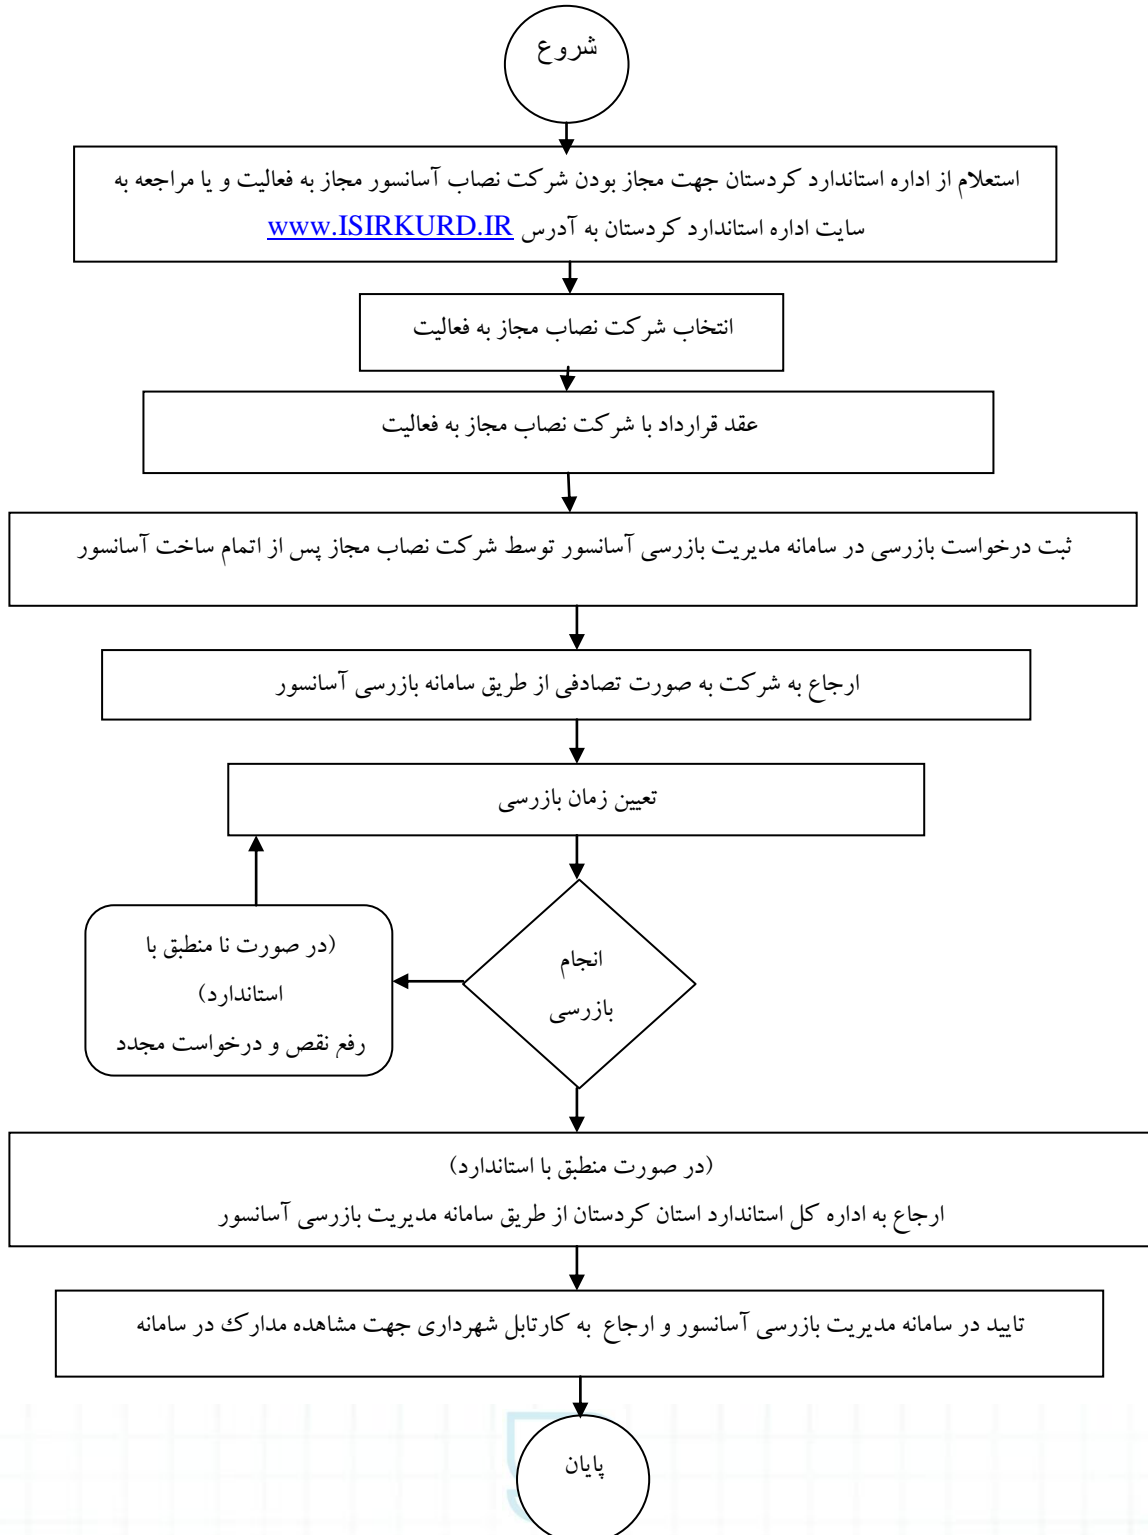 شروع
استعلام از اداره استاندارد کردستان جهت مجاز بودن شرکت نصاب آسانسور مجاز به فعالیت و یا مراجعه به
سایت اداره استاندارد کردستان به آدرس www.ISIRKURD.IR
انتخاب شرکت نصاب مجاز به فعالیت
عقد قرارداد با شرکت نصاب مجاز به فعالیت
ثبت درخواست بازرسی در سامانه مدیریت بازرسی آسانسور توسط شرکت نصاب مجاز پس از اتمام ساخت آسانسور
ارجاع به شرکت به صورت تصادفی از طریق سامانه بازرسی آسانسور
تعیین زمان بازرسی
انجام
بازرسی
(در صورت نا منطبق با
استاندارد)
رفع نقص و درخواست مجدد
(در صورت منطبق با استاندارد)
ارجاع به اداره کل استاندارد استان کردستان از طریق سامانه مدیریت بازرسی آسانسور
تایید در سامانه مدیریت بازرسی آسانسور و ارجاع به کارتابل شهرداری جهت مشاهده مدارک در سامانه
پایان